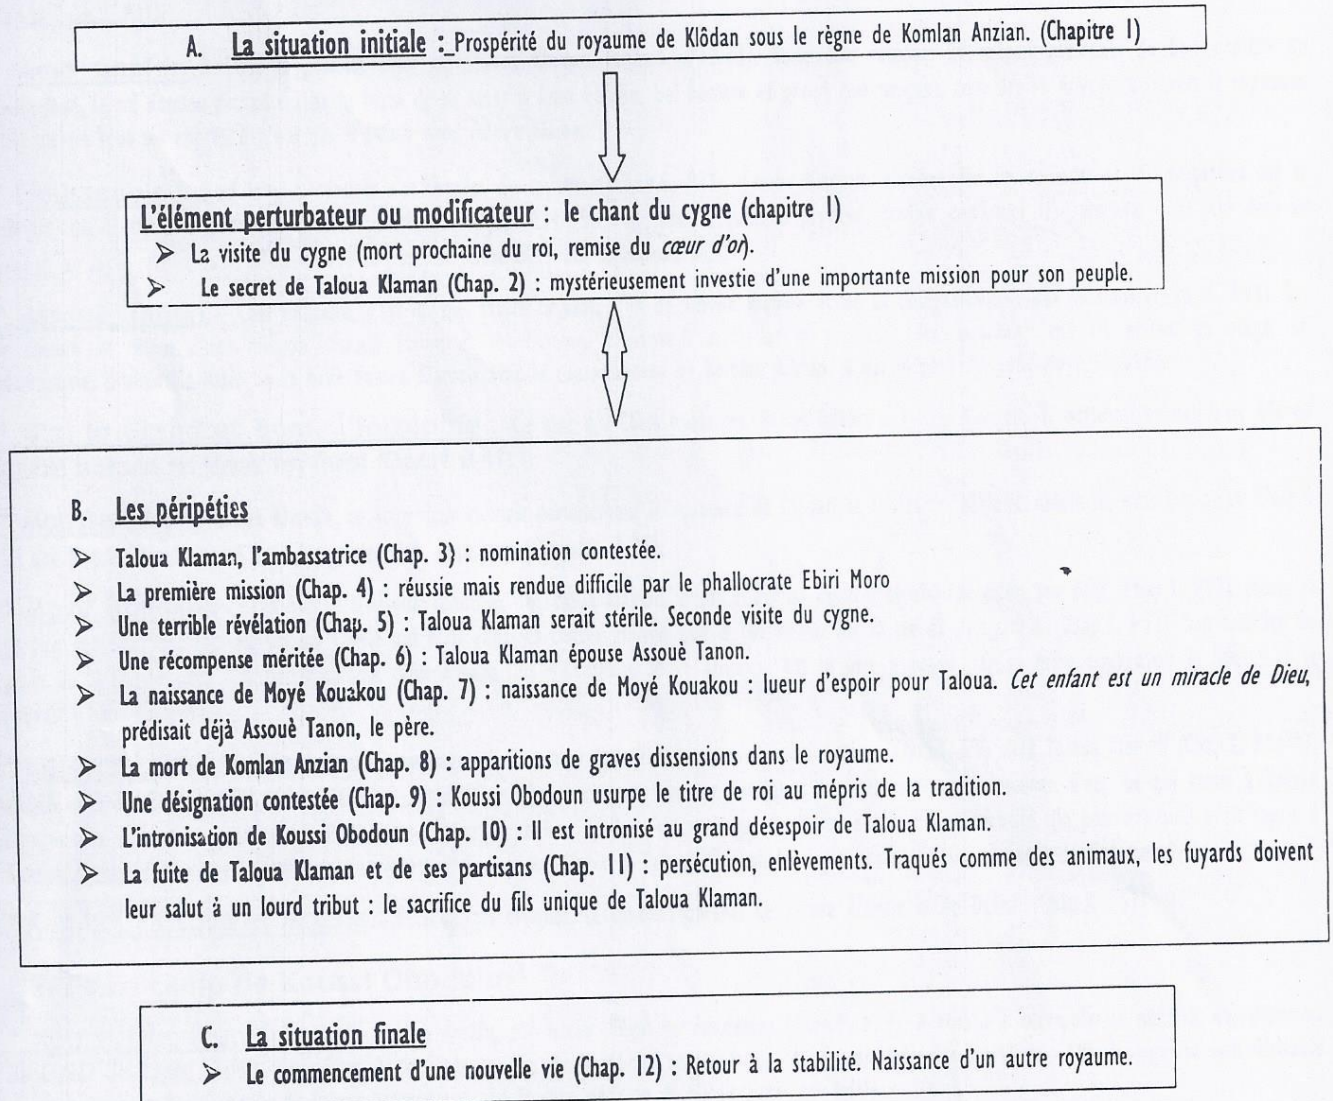 A. La situation initiale : Prospérité du royaume de Klôdan sous le règne de Komlan Anzian. (Chapitre I)
L'élément perturbateur ou modificateur : le chant du cygne (chapitre I)
➢ La visite du cygne (mort prochaine du roi, remise du cœur d'or).
➢ Le secret de Taloua Klaman (Chap. 2) : mystérieusement investie d'une importante mission pour son peuple.
B. Les péripéties
➢ Taloua Klaman, l'ambassatrice (Chap. 3) : nomination contestée.
➢ La première mission (Chap. 4) : réussie mais rendue difficile par le phallocrate Ebiri Moro
➢ Une terrible révélation (Chap. 5) : Taloua Klaman serait stérile. Seconde visite du cygne.
➢ Une récompense méritée (Chap. 6) : Taloua Klaman épouse Assouè Tanon.
➢ La naissance de Moyé Kouakou (Chap. 7) : naissance de Moyé Kouakou : lueur d'espoir pour Taloua. Cet enfant est un miracle de Dieu,
prédisait déjà Assouè Tanon, le père.
➢ La mort de Komlan Anzian (Chap. 8) : apparitions de graves dissensions dans le royaume.
➢ Une désignation contestée (Chap. 9) : Koussi Obodoun usurpe le titre de roi au mépris de la tradition.
➢ L'intronisation de Koussi Obodoun (Chap. 10) : Il est intronisé au grand désespoir de Taloua Klaman.
➢ La fuite de Taloua Klaman et de ses partisans (Chap. 11) : persécution, enlèvements. Traqués comme des animaux, les fuyards doivent
leur salut à un lourd tribut : le sacrifice du fils unique de Taloua Klaman.
C. La situation finale
➢ Le commencement d'une nouvelle vie (Chap. 12) : Retour à la stabilité. Naissance d'un autre royaume.